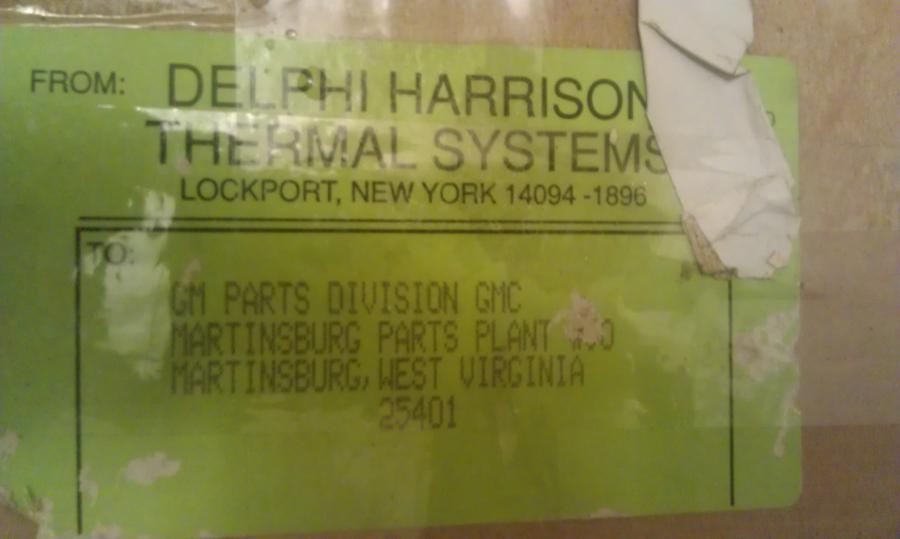 FROM: DELPHI HARRISON
THERMAL SYSTEMS
LOCKPORT, NEW YORK 14094 -1896
TO:
GM PARTS DIVISION GMC
MARTINSBURG PARTS PLANT
MARTINSBURG, WEST VIRGINIA
25401